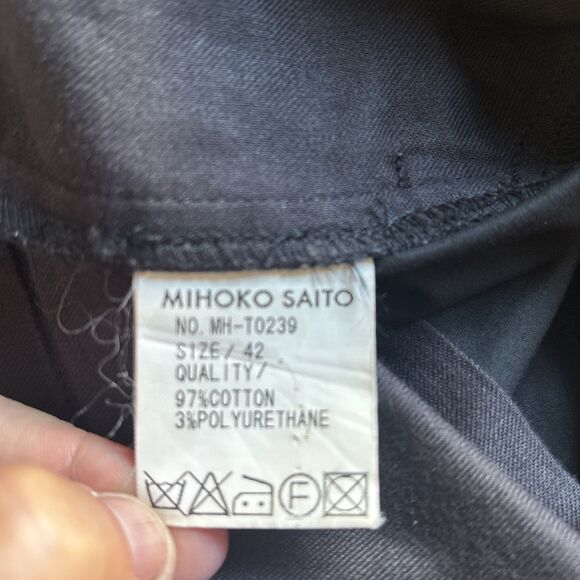 MIHOKO SAITO
NO. MH-T0239
SIZE/ 42
QUALITY/
97%COTTON
3%POLYURETHANE
F